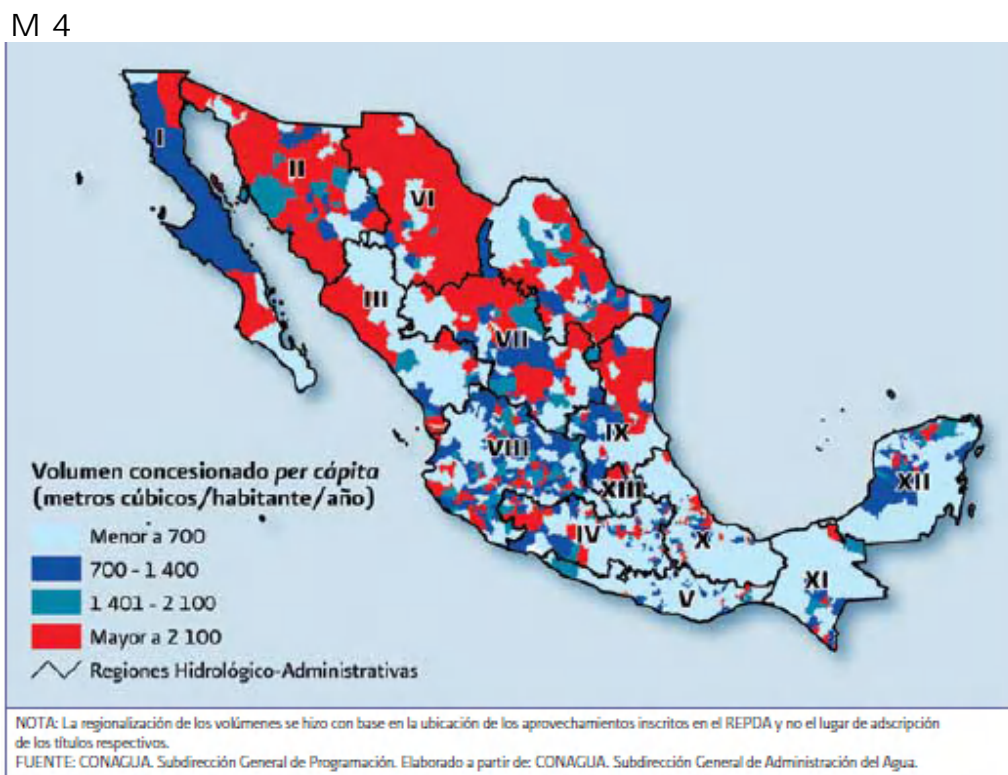 M 4
I
II
VI
III
VII
IX
VIII
XIII
XII
IV
X
XI
V
Volumen concesionado per cápita
(metros cúbicos/habitante/año)
Menor a 700
700 - 1 400
1 401 - 2 100
Mayor a 2 100
Regiones Hidrológico-Administrativas
NOTA: La regionalización de los volúmenes se hizo con base en la ubicación de los aprovechamientos inscritos en el REPDA y no el lugar de adscripción
de los títulos respectivos.
FUENTE: CONAGUA. Subdirección General de Programación. Elaborado a partir de: CONAGUA. Subdirección General de Administración del Agua.